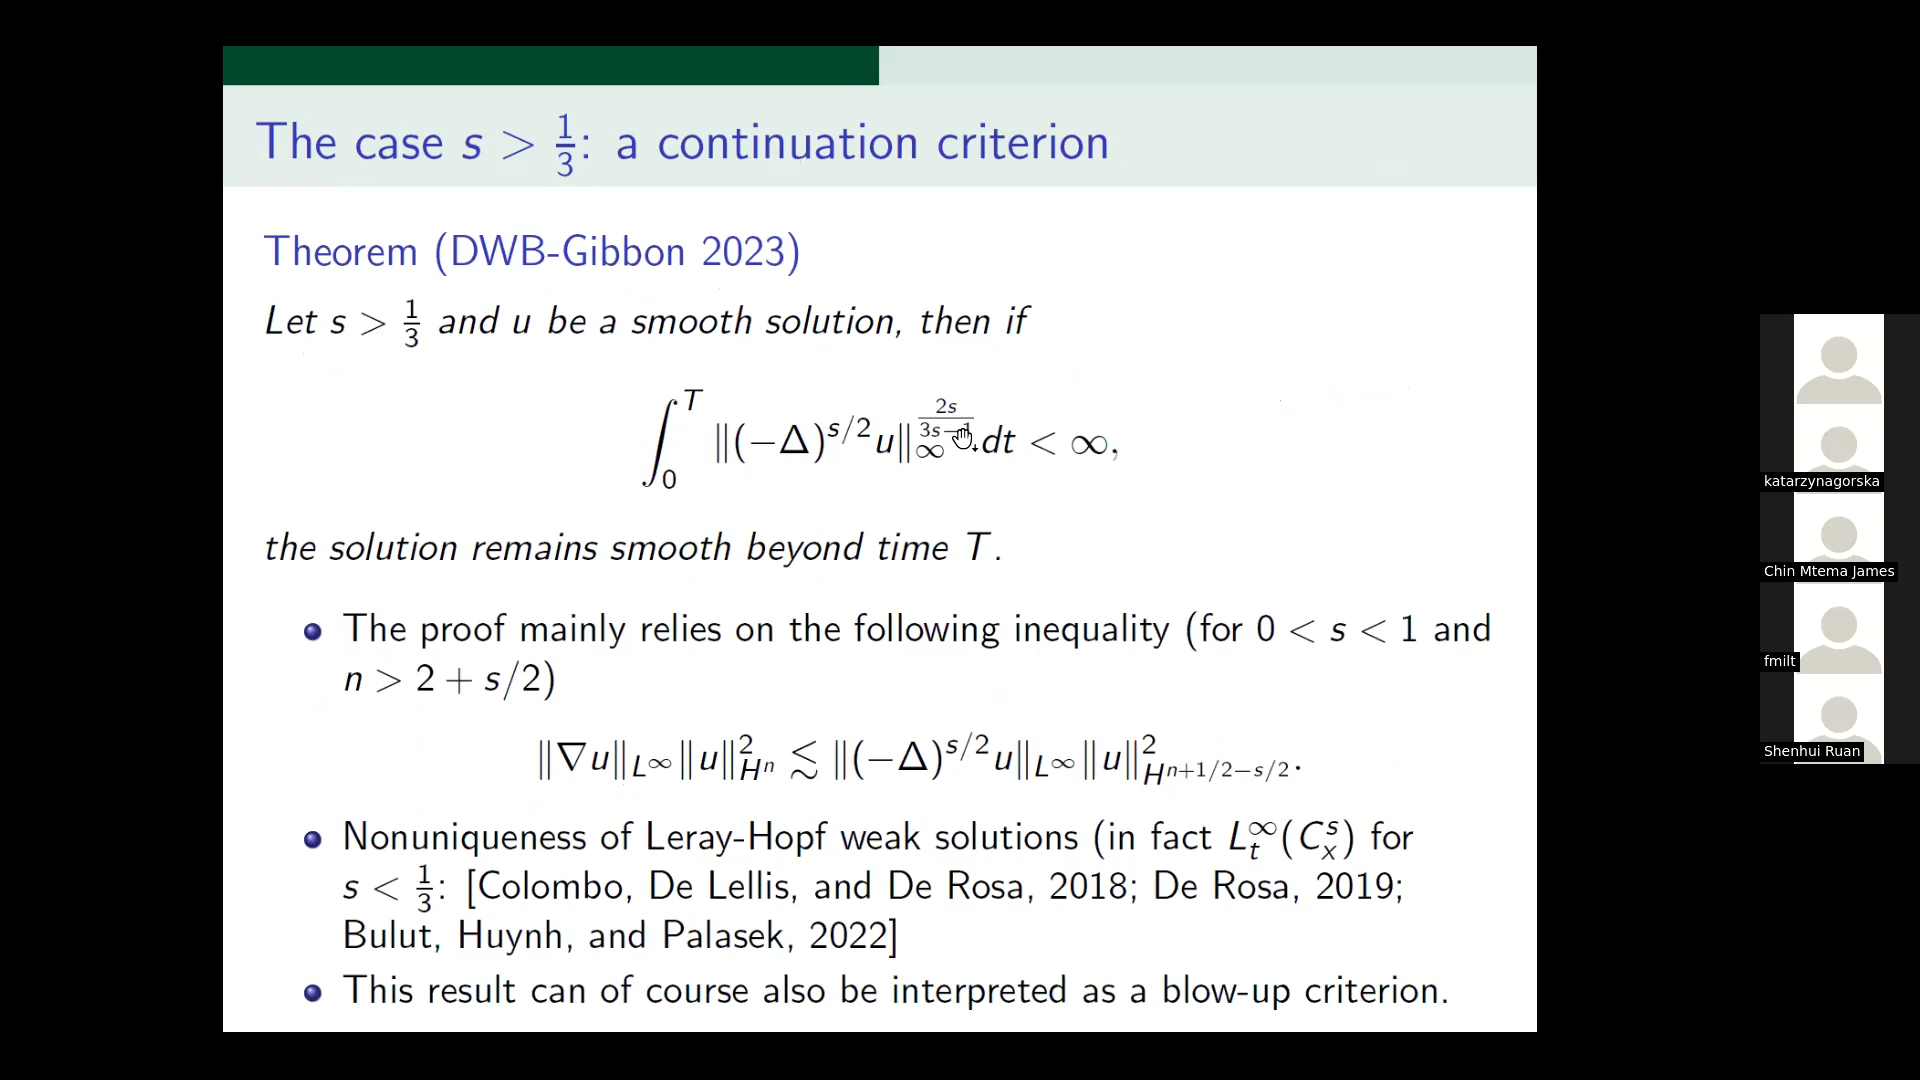 The case s > 1/3: a continuation criterion
Theorem (DWB-Gibbon 2023)
Let s > 1/3 and u be a smooth solution, then if
∫_0^T ‖(−Δ)^{s/2} u‖_∞^{2s/(3s−1)} dt < ∞,
the solution remains smooth beyond time T.
• The proof mainly relies on the following inequality (for 0 < s < 1 and
n > 2 + s/2)
‖∇u‖_{L^∞} ‖u‖²_{H^n} ≲ ‖(−Δ)^{s/2} u‖_{L^∞} ‖u‖²_{H^{n+1/2−s/2}}.
• Nonuniqueness of Leray-Hopf weak solutions (in fact L_t^∞(C_x^s) for
s < 1/3: [Colombo, De Lellis, and De Rosa, 2018; De Rosa, 2019;
Bulut, Huynh, and Palasek, 2022]
• This result can of course also be interpreted as a blow-up criterion.
katarzynagorska
Chin Mtema James
fmilt
Shenhui Ruan